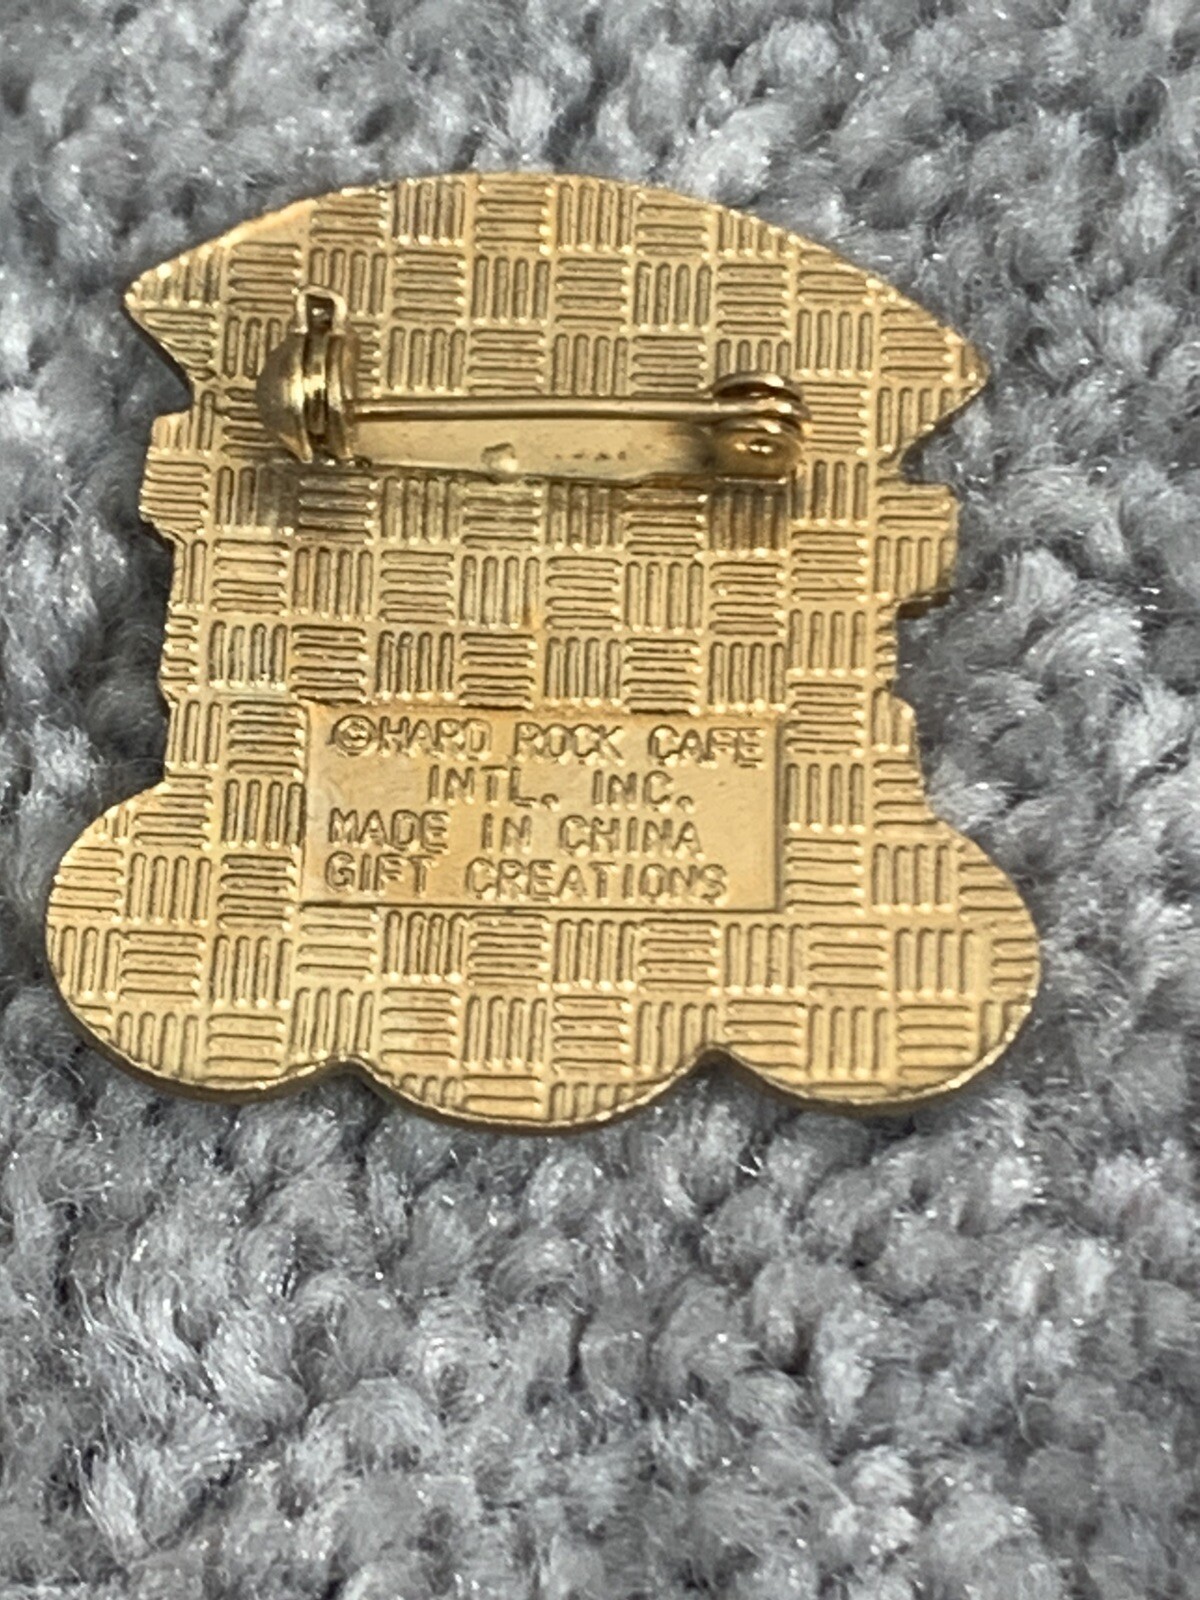 ©HARD ROCK CAFE
INTL. INC.
MADE IN CHINA
GIFT CREATIONS